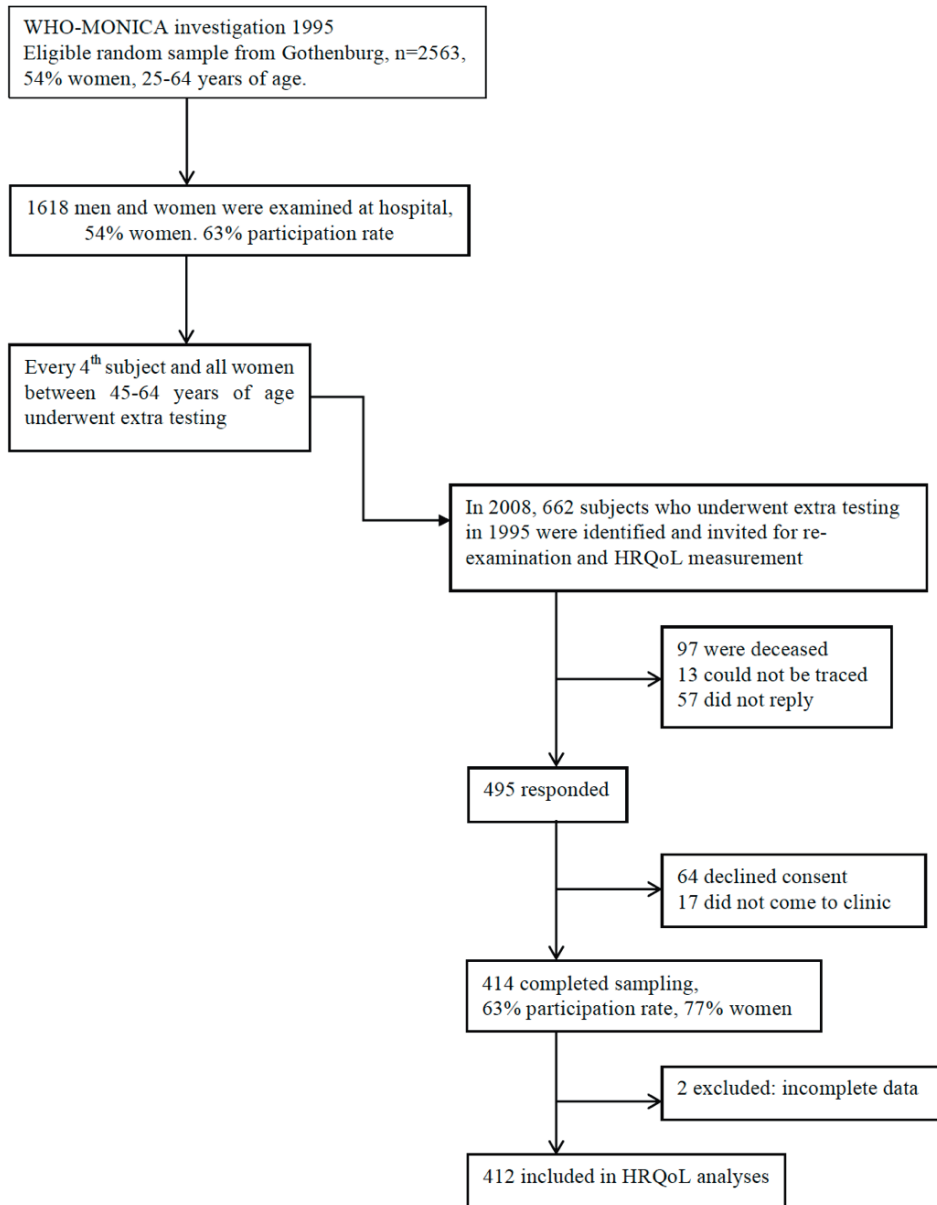 WHO-MONICA investigation 1995
Eligible random sample from Gothenburg, n=2563,
54% women, 25-64 years of age.
1618 men and women were examined at hospital,
54% women. 63% participation rate
Every 4th subject and all women
between 45-64 years of age
underwent extra testing
In 2008, 662 subjects who underwent extra testing
in 1995 were identified and invited for re-
examination and HRQoL measurement
97 were deceased
13 could not be traced
57 did not reply
495 responded
64 declined consent
17 did not come to clinic
414 completed sampling,
63% participation rate, 77% women
2 excluded: incomplete data
412 included in HRQoL analyses